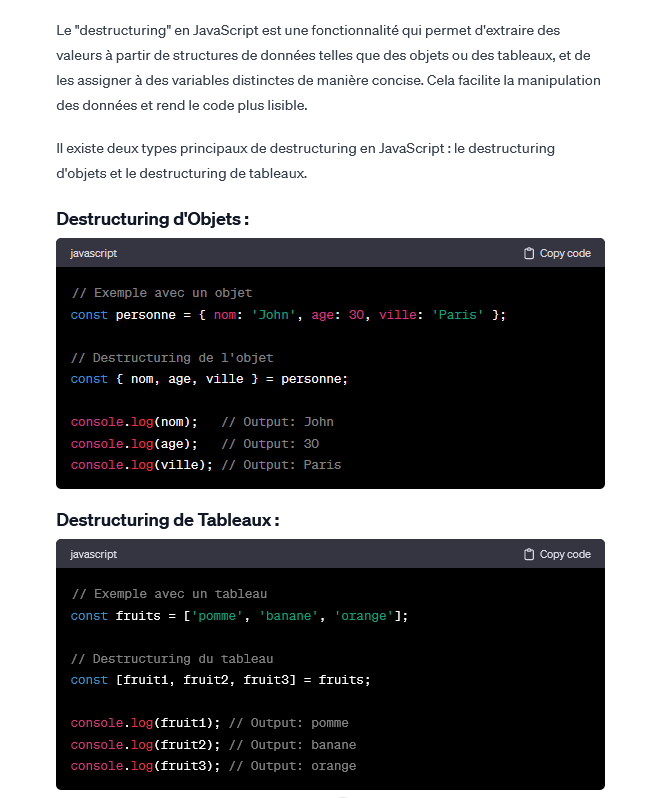 Le "destructuring" en JavaScript est une fonctionnalité qui permet d'extraire des
valeurs à partir de structures de données telles que des objets ou des tableaux, et de
les assigner à des variables distinctes de manière concise. Cela facilite la manipulation
des données et rend le code plus lisible.
Il existe deux types principaux de destructuring en JavaScript : le destructuring
d'objets et le destructuring de tableaux.
Destructuring d'Objets :
javascript Copy code
// Exemple avec un objet
const personne = { nom: 'John', age: 30, ville: 'Paris' };
// Destructuring de l'objet
const { nom, age, ville } = personne;
console.log(nom);   // Output: John
console.log(age);   // Output: 30
console.log(ville); // Output: Paris
Destructuring de Tableaux :
javascript Copy code
// Exemple avec un tableau
const fruits = ['pomme', 'banane', 'orange'];
// Destructuring du tableau
const [fruit1, fruit2, fruit3] = fruits;
console.log(fruit1); // Output: pomme
console.log(fruit2); // Output: banane
console.log(fruit3); // Output: orange